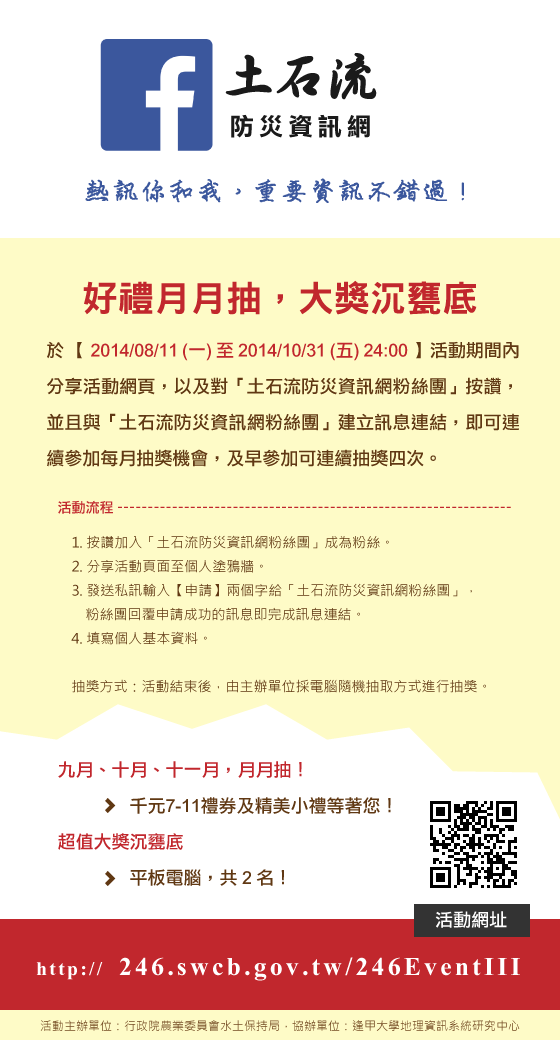 f
土石流
防災資訊網
熱訊你和我,重要資訊不錯過!
好禮月月抽,大獎沉甕底
於【 2014/08/11 (一) 至 2014/10/31 (五) 24:00 】活動期間內
分享活動網頁,以及對「土石流防災資訊網粉絲團」按讚,
並且與「土石流防災資訊網粉絲團」建立訊息連結,即可連
續參加每月抽獎機會,及早參加可連續抽獎四次。
活動流程 ------------------------------------------------------------------
1. 按讚加入「土石流防災資訊網粉絲團」成為粉絲。
2. 分享活動頁面至個人塗鴉牆。
3. 發送私訊輸入【申請】兩個字給「土石流防災資訊網粉絲團」,
粉絲團回覆申請成功的訊息即完成訊息連結。
4. 填寫個人基本資料。
抽獎方式:活動結束後,由主辦單位採電腦隨機抽取方式進行抽獎。
九月、十月、十一月,月月抽!
千元7-11禮券及精美小禮等著您!
超值大獎沉甕底
平板電腦,共 2 名!
活動網址
http:// 246.swcb.gov.tw/246EventIII
活動主辦單位:行政院農業委員會水土保持局,協辦單位:逢甲大學地理資訊系統研究中心